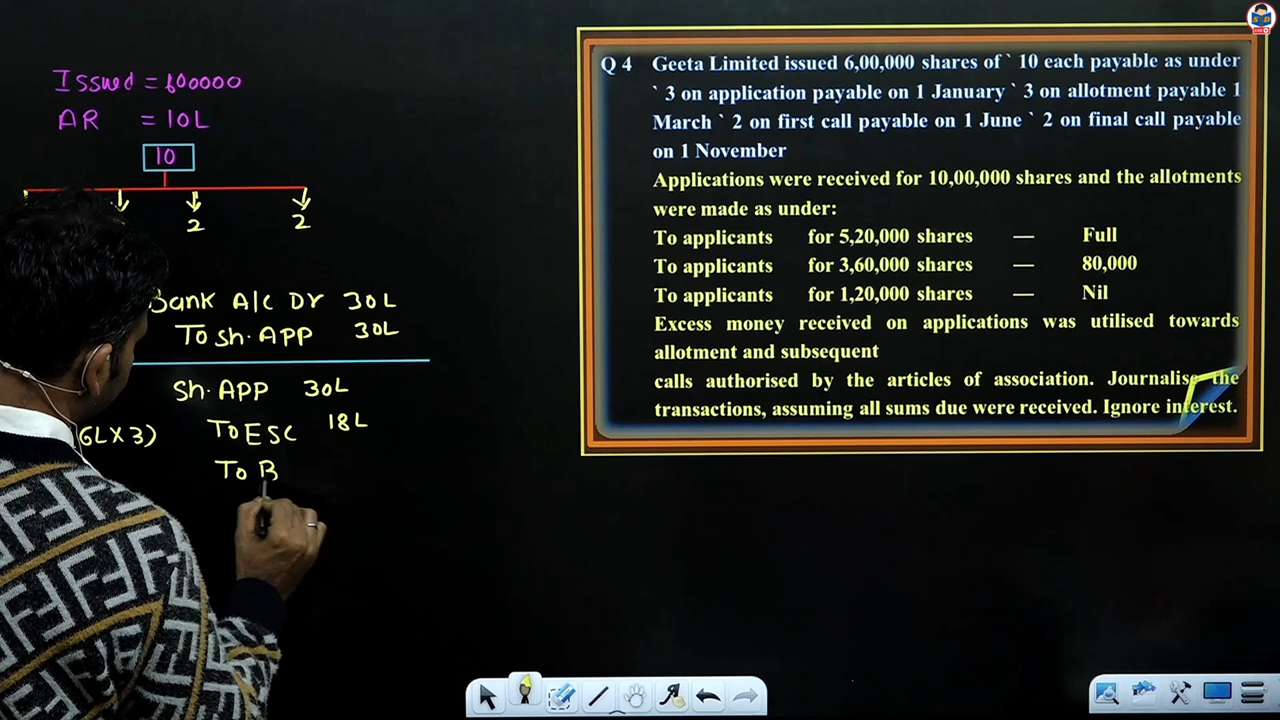 Issued = 600000
AR = 10L
10
2 2
Bank A/c Dr 30L
To Sh. APP 30L
Sh. APP 30L
6L X 3) To ESC 18L
To B
Q 4 Geeta Limited issued 6,00,000 shares of ` 10 each payable as under
` 3 on application payable on 1 January ` 3 on allotment payable 1
March ` 2 on first call payable on 1 June ` 2 on final call payable
on 1 November
Applications were received for 10,00,000 shares and the allotments
were made as under:
To applicants for 5,20,000 shares — Full
To applicants for 3,60,000 shares — 80,000
To applicants for 1,20,000 shares — Nil
Excess money received on applications was utilised towards
allotment and subsequent
calls authorised by the articles of association. Journalise the
transactions, assuming all sums due were received. Ignore interest.